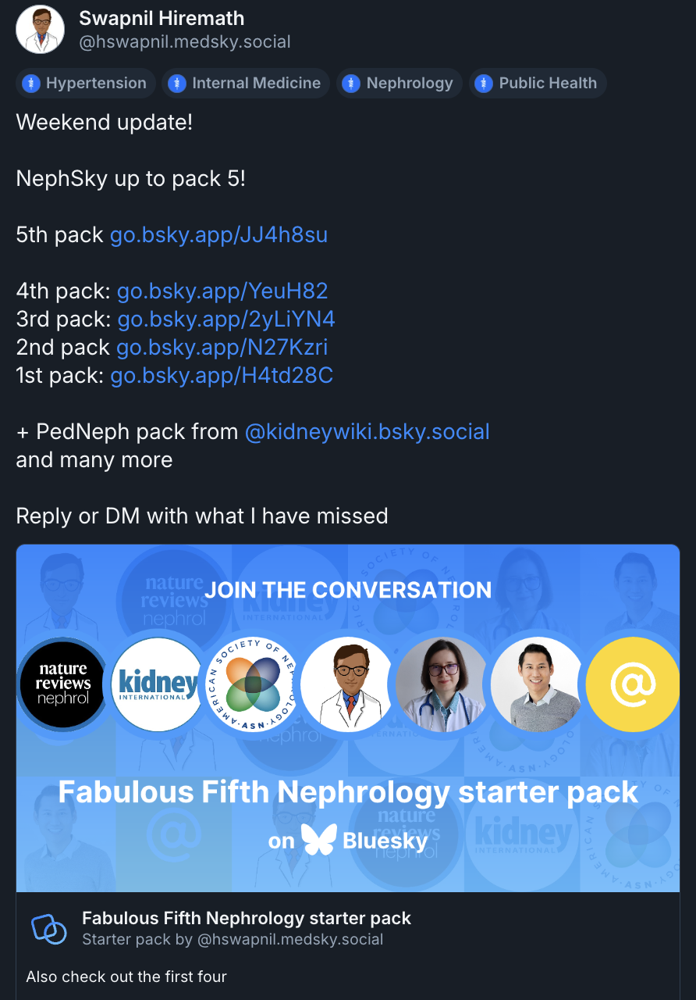 Swapnil Hiremath
@hswapnil.medsky.social
Hypertension Internal Medicine Nephrology Public Health
Weekend update!
NephSky up to pack 5!
5th pack go.bsky.app/JJ4h8su
4th pack: go.bsky.app/YeuH82
3rd pack: go.bsky.app/2yLiYN4
2nd pack go.bsky.app/N27Kzri
1st pack: go.bsky.app/H4td28C
+ PedNeph pack from @kidneywiki.bsky.social
and many more
Reply or DM with what I have missed
JOIN THE CONVERSATION
nature
reviews
nephrol
kidney
INTERNATIONAL
AMERICAN SOCIETY OF NEPHROLOGY
·ASN·
@
Fabulous Fifth Nephrology starter pack
on Bluesky
Fabulous Fifth Nephrology starter pack
Starter pack by @hswapnil.medsky.social
Also check out the first four